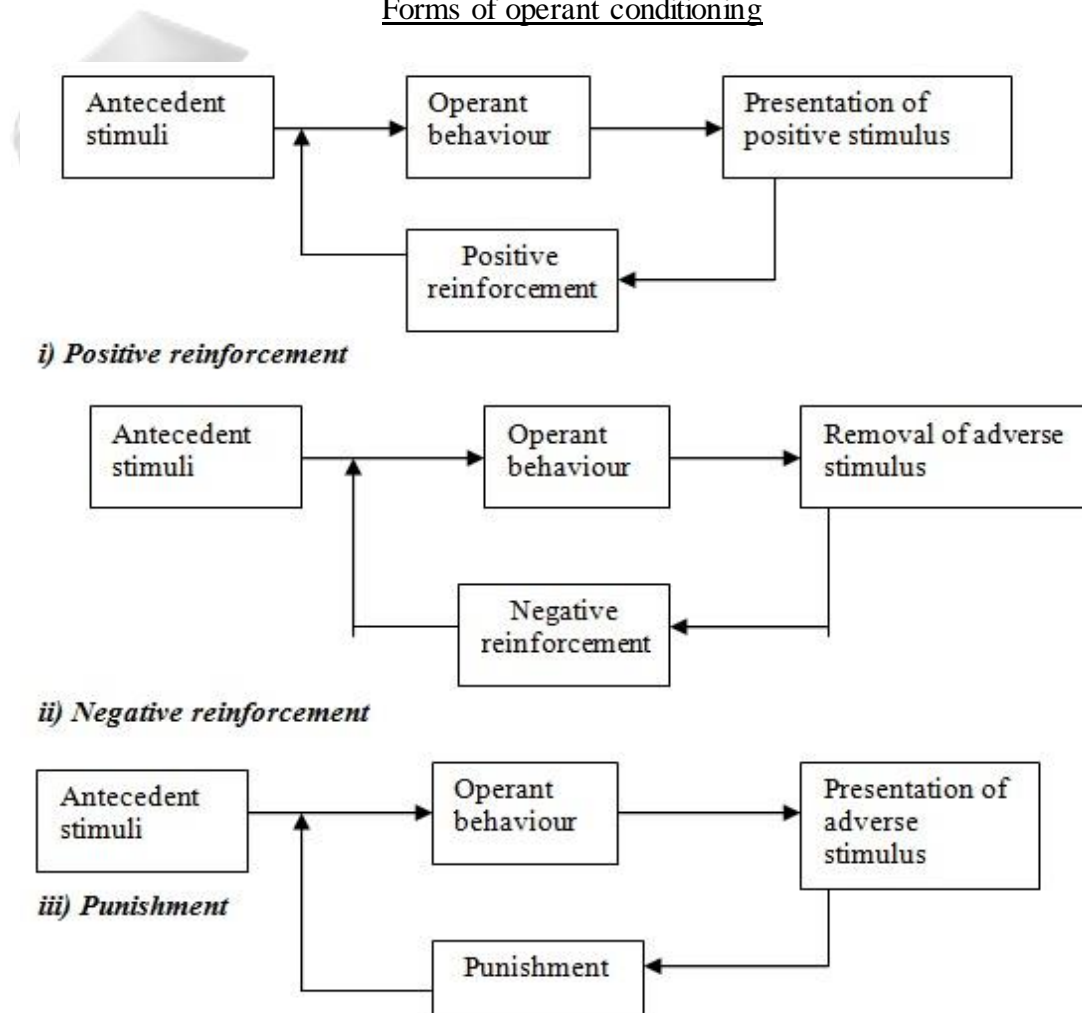 Forms of operant conditioning
Antecedent
stimuli
Operant
behaviour
Presentation of
positive stimulus
Positive
reinforcement
i) Positive reinforcement
Antecedent
stimuli
Operant
behaviour
Removal of adverse
stimulus
Negative
reinforcement
ii) Negative reinforcement
Antecedent
stimuli
Operant
behaviour
Presentation of
adverse
stimulus
iii) Punishment
Punishment